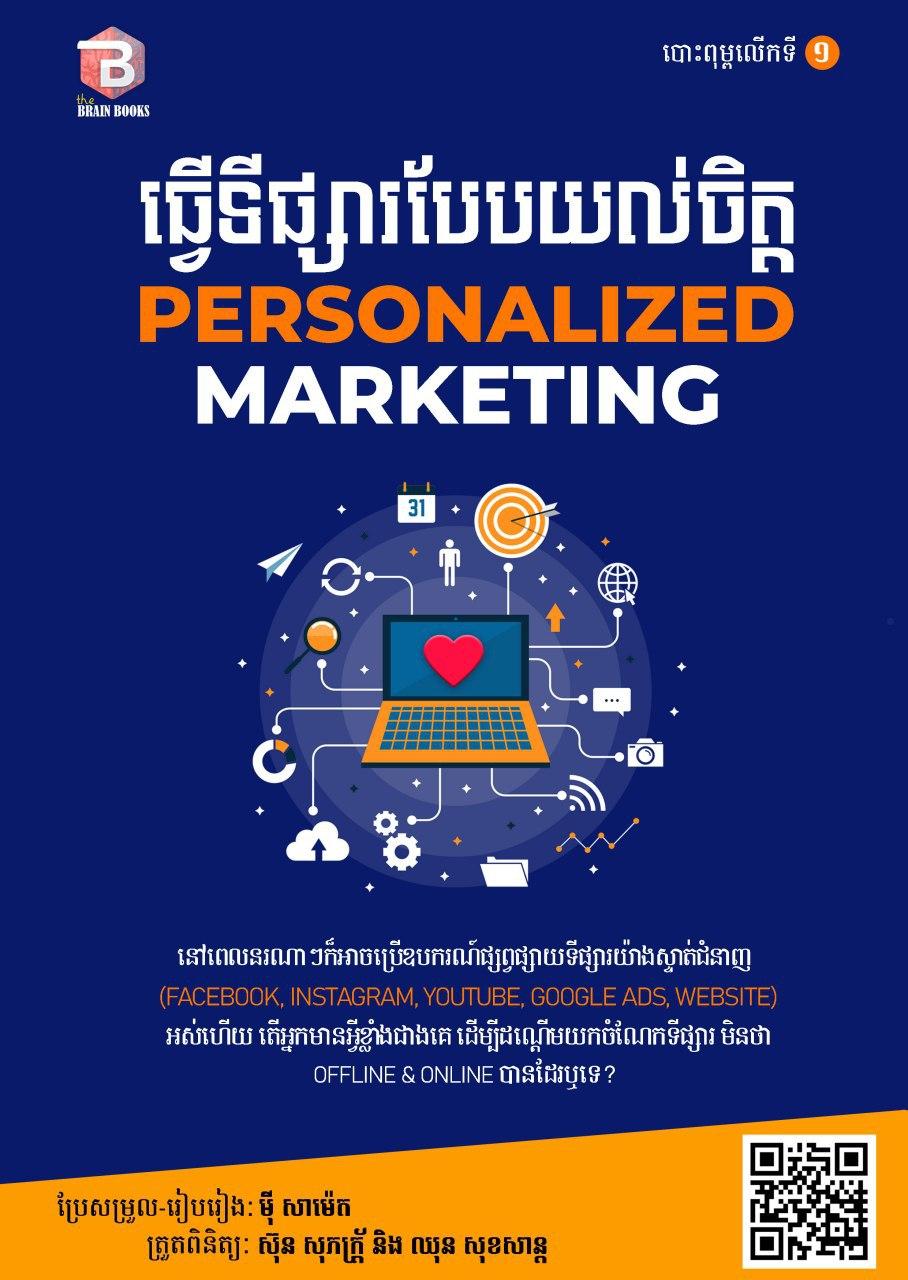 B
the
BRAIN BOOKS
បោះពុម្ពលើកទី ១
ធ្វើទីផ្សារបែបយល់ចិត្ត
PERSONALIZED
MARKETING
31
នៅពេលនរណាៗក៏អាចប្រើឧបករណ៍ផ្សព្វផ្សាយទីផ្សារយ៉ាងស្ទាត់ជំនាញ
(FACEBOOK, INSTAGRAM, YOUTUBE, GOOGLE ADS, WEBSITE)
អស់ហើយ តើអ្នកមានអ្វីខ្លាំងជាងគេ ដើម្បីដណ្ដើមយកចំណែកទីផ្សារ មិនថា
OFFLINE & ONLINE បានដែរឬទេ?
ប្រែសម្រួល-រៀបរៀង: ម៉ី សាម៉េត
ត្រួតពិនិត្យ: ស៊ុន សុភក្ត្រ័ និង ឈុន សុខសាន្ត